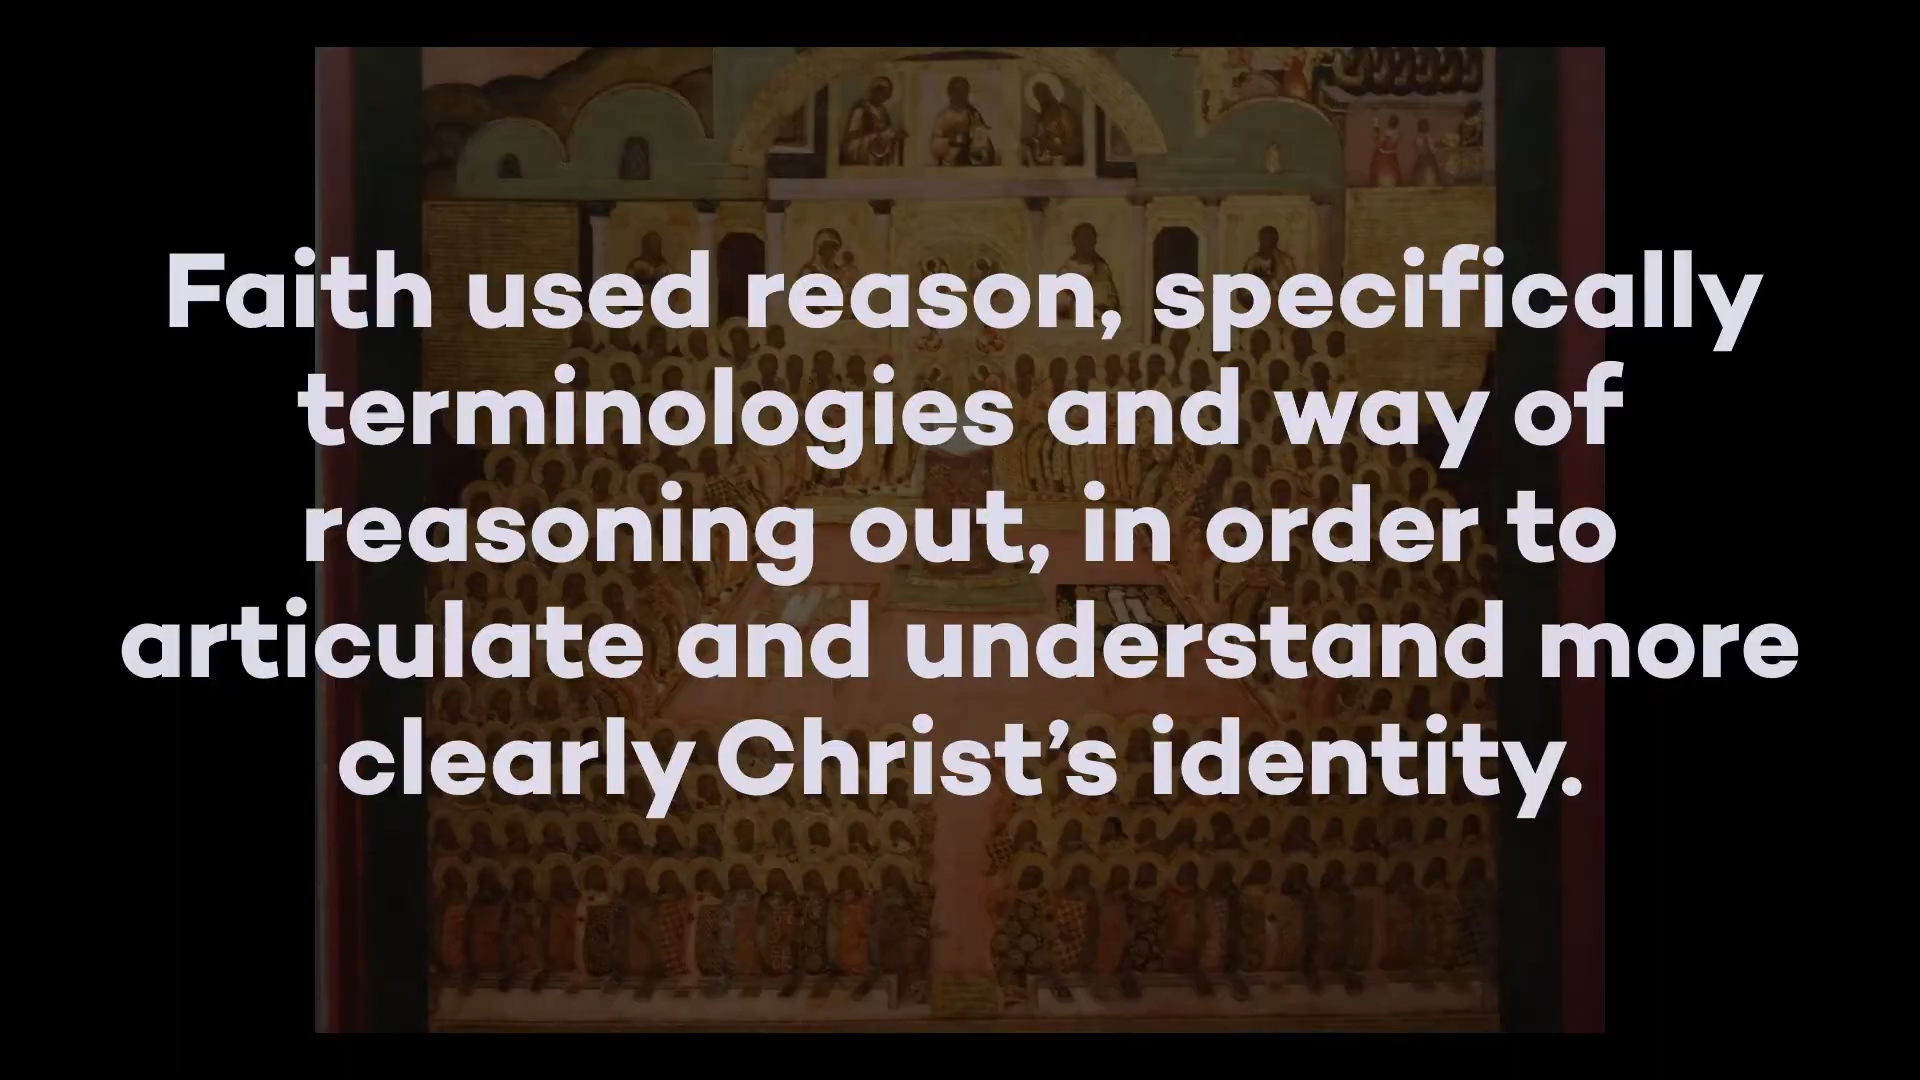 Faith used reason, specifically
terminologies and way of
reasoning out, in order to
articulate and understand more
clearly Christ’s identity.